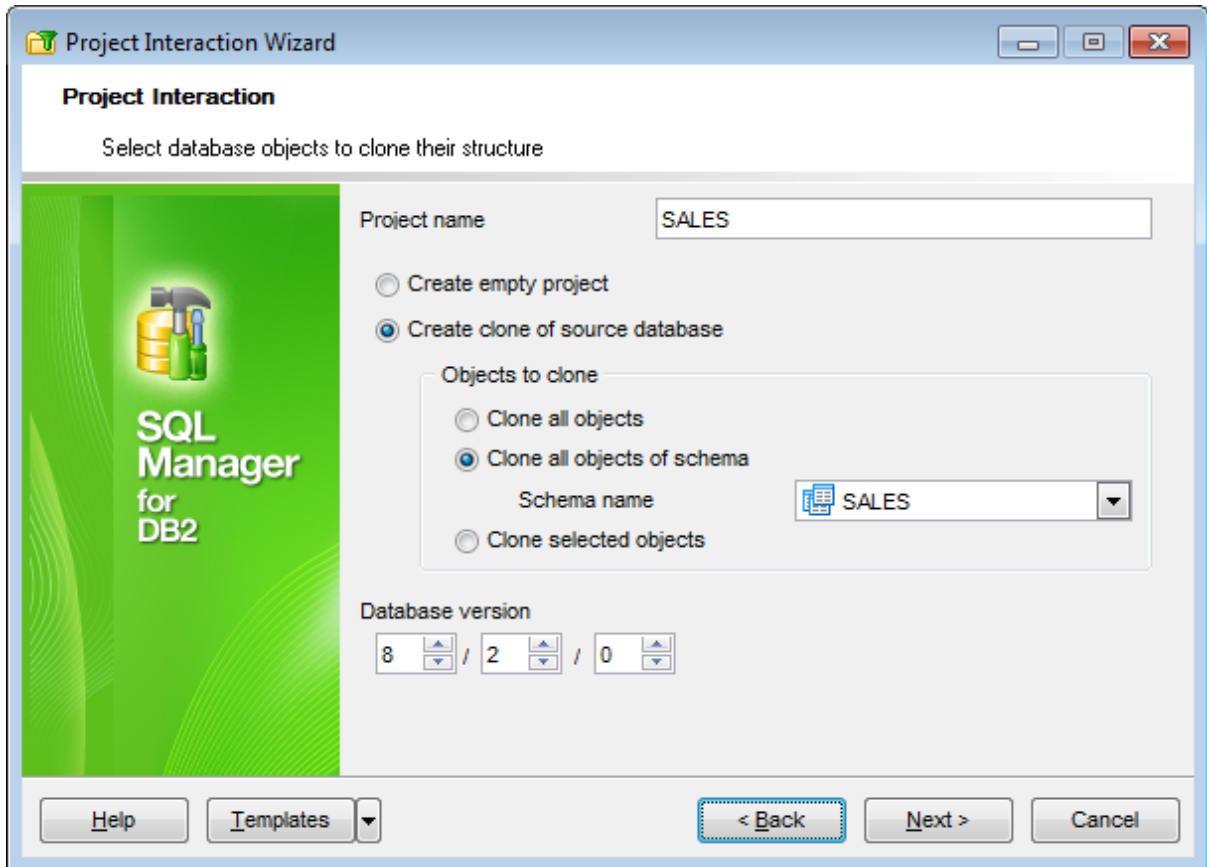 Project Interaction Wizard
Project Interaction
Select database objects to clone their structure
SQL
Manager
for
DB2
Project name SALES
Create empty project
Create clone of source database
Objects to clone
Clone all objects
Clone all objects of schema
Schema name SALES
Clone selected objects
Database version
8 / 2 / 0
Help Templates < Back Next > Cancel